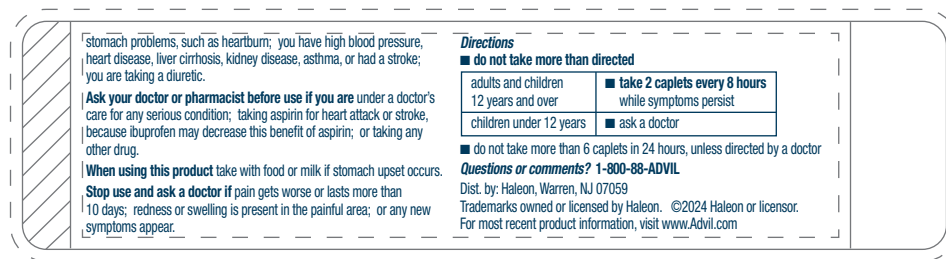 stomach problems, such as heartburn; you have high blood pressure,
heart disease, liver cirrhosis, kidney disease, asthma, or had a stroke;
you are taking a diuretic.
Ask your doctor or pharmacist before use if you are under a doctor's
care for any serious condition; taking aspirin for heart attack or stroke,
because ibuprofen may decrease this benefit of aspirin; or taking any
other drug.
When using this product take with food or milk if stomach upset occurs.
Stop use and ask a doctor if pain gets worse or lasts more than
10 days; redness or swelling is present in the painful area; or any new
symptoms appear.
Directions
■ do not take more than directed
adults and children
12 years and over
■ take 2 caplets every 8 hours
while symptoms persist
children under 12 years
■ ask a doctor
■ do not take more than 6 caplets in 24 hours, unless directed by a doctor
Questions or comments? 1-800-88-ADVIL
Dist. by: Haleon, Warren, NJ 07059
Trademarks owned or licensed by Haleon. ©2024 Haleon or licensor.
For most recent product information, visit www.Advil.com